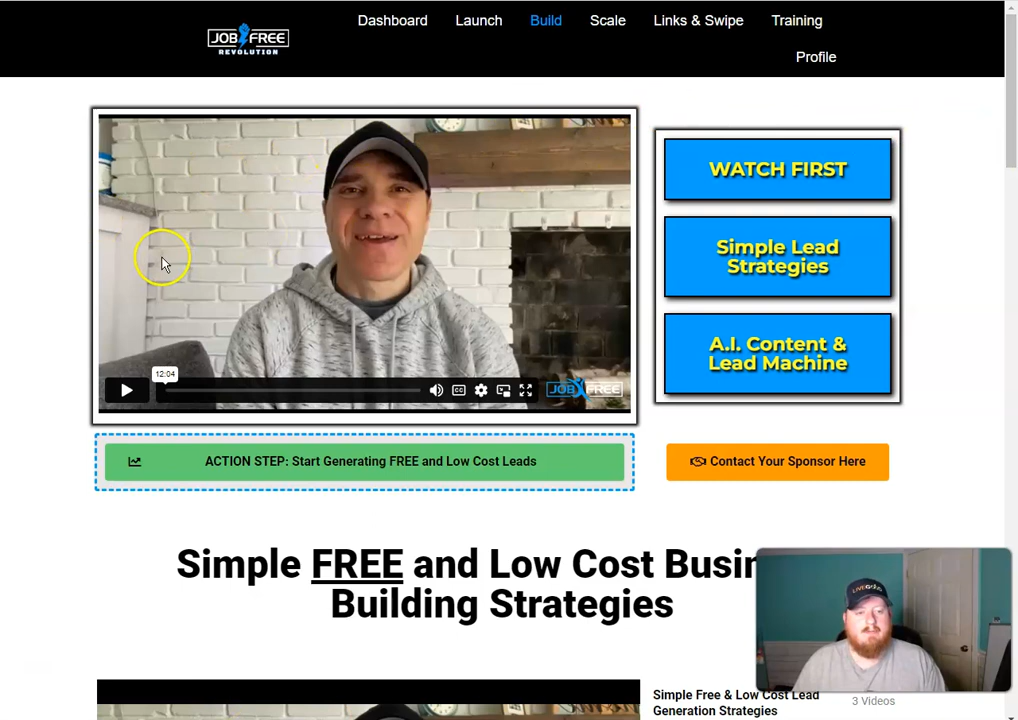 JOB FREE
REVOLUTION
Dashboard
Launch
Build
Scale
Links & Swipe
Training
Profile
WATCH FIRST
Simple Lead
Strategies
A.I. Content &
Lead Machine
12:04
CC
JOB FREE
ACTION STEP: Start Generating FREE and Low Cost Leads
Contact Your Sponsor Here
Simple FREE and Low Cost Busin
Building Strategies
Simple Free & Low Cost Lead
Generation Strategies
3 Videos